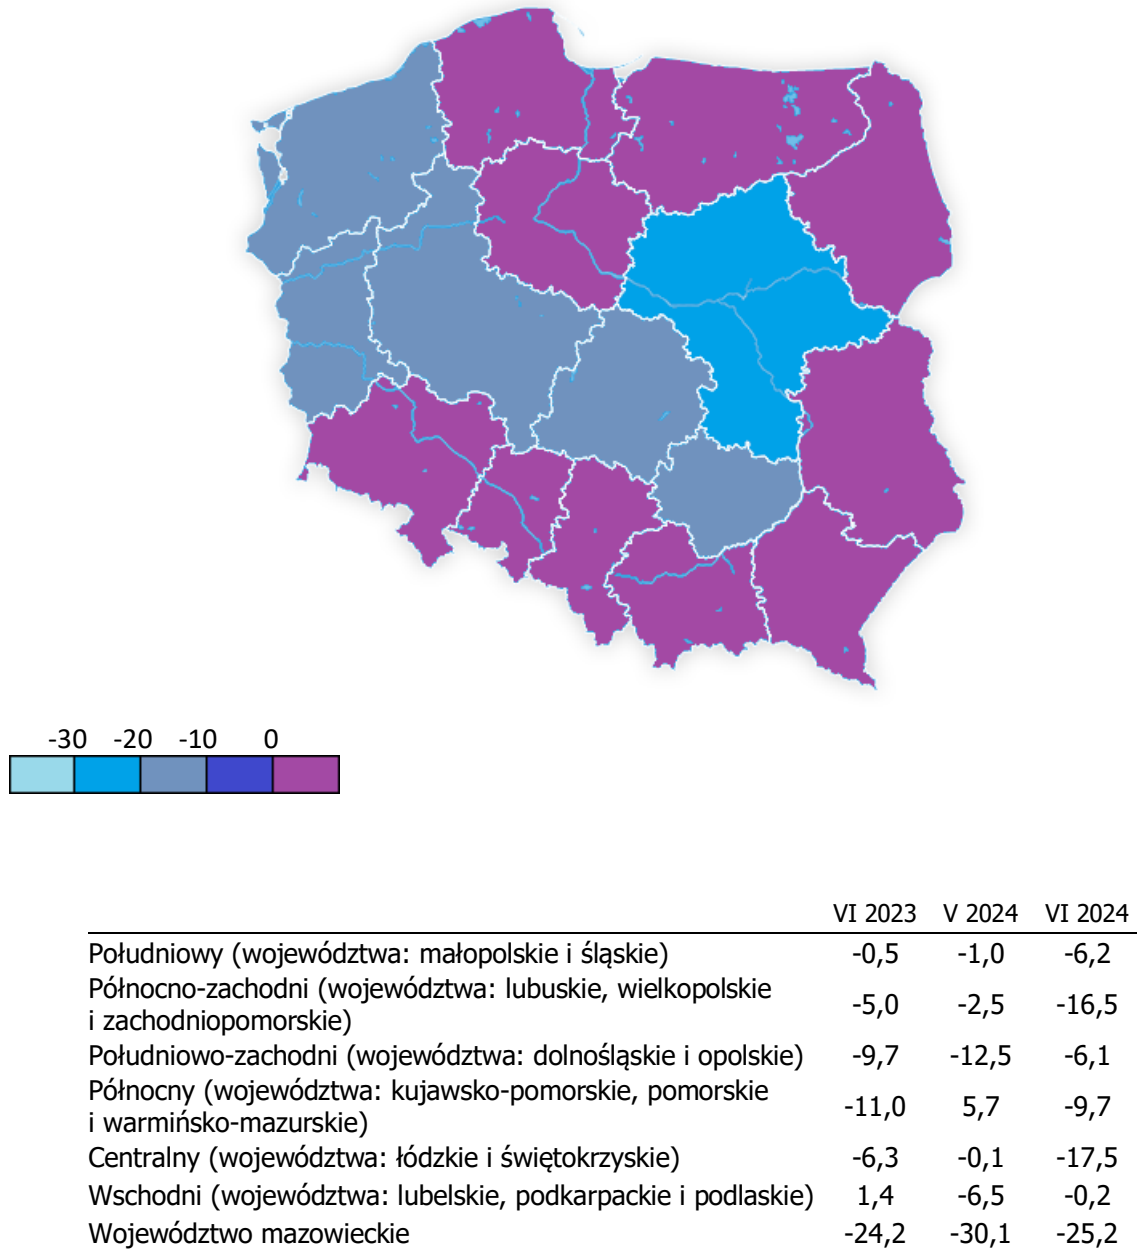 -30 -20 -10 0
VI 2023 V 2024 VI 2024
Południowy (województwa: małopolskie i śląskie) -0,5 -1,0 -6,2
Północno-zachodni (województwa: lubuskie, wielkopolskie
i zachodniopomorskie) -5,0 -2,5 -16,5
Południowo-zachodni (województwa: dolnośląskie i opolskie) -9,7 -12,5 -6,1
Północny (województwa: kujawsko-pomorskie, pomorskie
i warmińsko-mazurskie) -11,0 5,7 -9,7
Centralny (województwa: łódzkie i świętokrzyskie) -6,3 -0,1 -17,5
Wschodni (województwa: lubelskie, podkarpackie i podlaskie) 1,4 -6,5 -0,2
Województwo mazowieckie -24,2 -30,1 -25,2